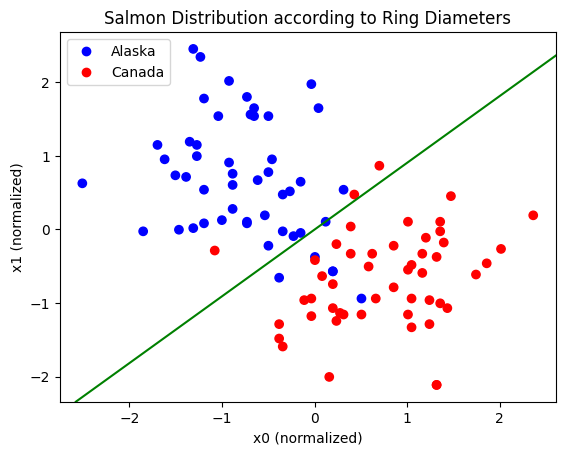 Salmon Distribution according to Ring Diameters
Alaska
Canada
x1 (normalized)
2
1
0
−1
−2
−2 −1 0 1 2
x0 (normalized)